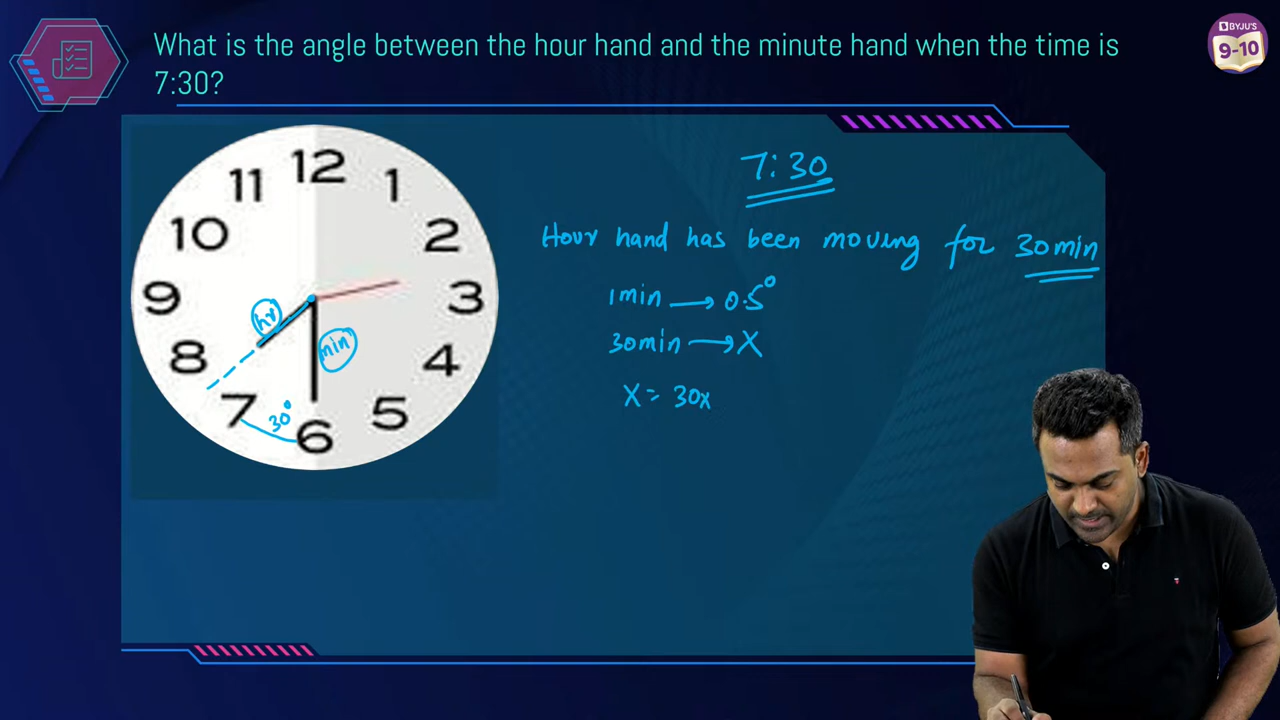 What is the angle between the hour hand and the minute hand when the time is
7:30?
BYJU'S
9-10
12
11
1
10
2
9
3
8
4
7
5
6
hr
min
30°
7:30
Hour hand has been moving for 30min
1min → 0.5°
30min → X
X = 30x